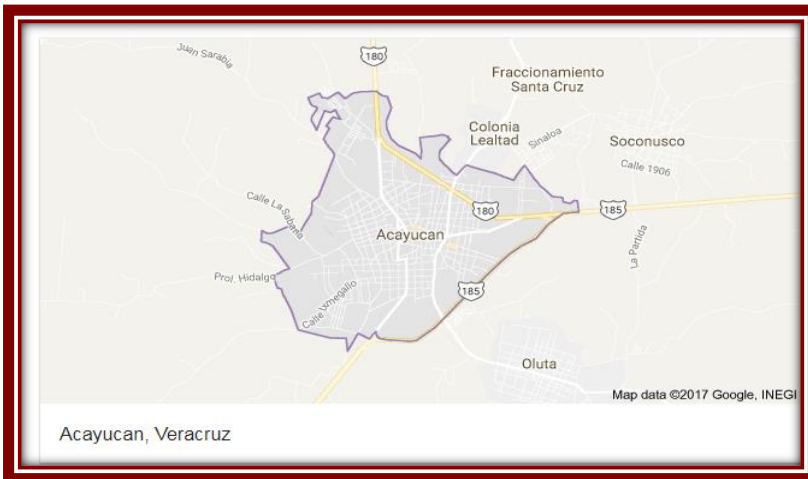 Juan Sarabia
180
Fraccionamiento
Santa Cruz
Colonia
Lealtad
Sinaloa
Soconusco
Calle 1906
Calle La Sabana
180
185
Acayucan
La Partida
Prol. Hidalgo
185
Calle Ixmegallo
Oluta
Map data ©2017 Google, INEGI
Acayucan, Veracruz